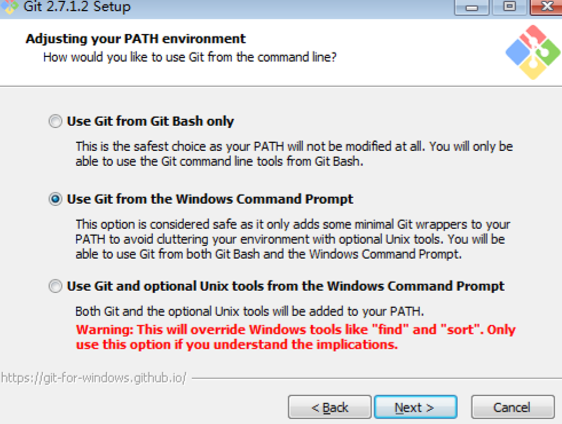 Git 2.7.1.2 Setup
Adjusting your PATH environment
How would you like to use Git from the command line?
Use Git from Git Bash only
This is the safest choice as your PATH will not be modified at all. You will only be
able to use the Git command line tools from Git Bash.
Use Git from the Windows Command Prompt
This option is considered safe as it only adds some minimal Git wrappers to your
PATH to avoid cluttering your environment with optional Unix tools. You will be
able to use Git from both Git Bash and the Windows Command Prompt.
Use Git and optional Unix tools from the Windows Command Prompt
Both Git and the optional Unix tools will be added to your PATH.
Warning: This will override Windows tools like "find" and "sort". Only
use this option if you understand the implications.
https://git-for-windows.github.io/
< Back Next > Cancel